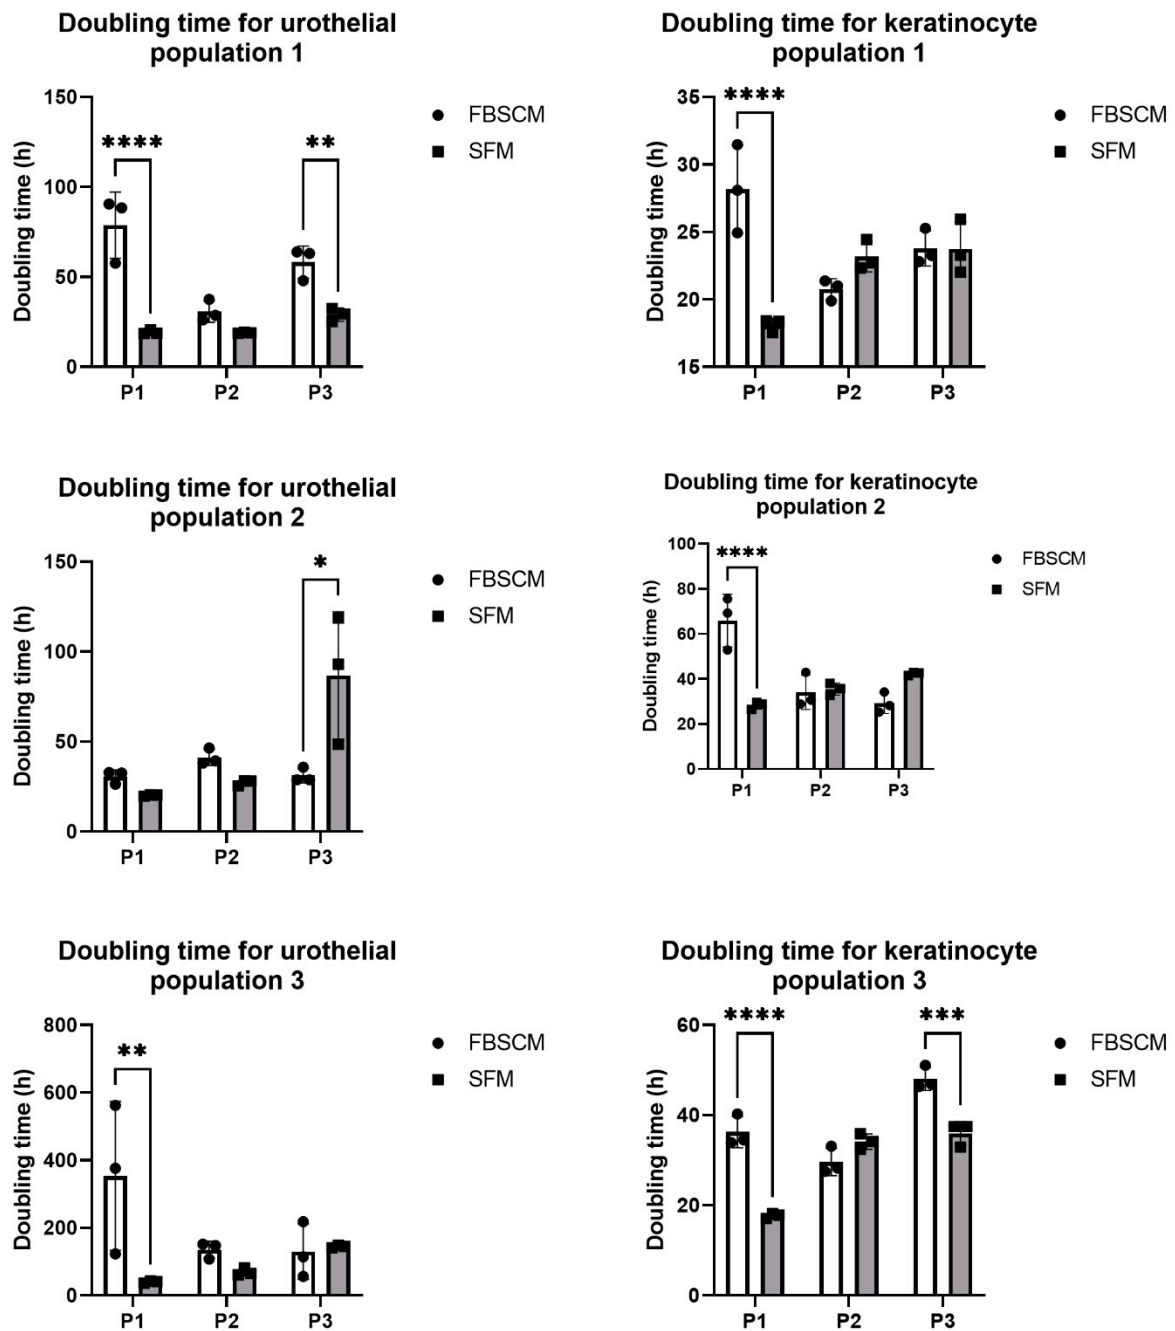 Doubling time for urothelial
population 1
Doubling time (h)
150
100
50
0
****
**
P1
P2
P3
FBSCM
SFM
Doubling time for keratinocyte
population 1
Doubling time (h)
35
30
25
20
15
****
P1
P2
P3
FBSCM
SFM
Doubling time for urothelial
population 2
Doubling time (h)
150
100
50
0
*
P1
P2
P3
FBSCM
SFM
Doubling time for keratinocyte
population 2
Doubling time (h)
100
80
60
40
20
0
****
P1
P2
P3
FBSCM
SFM
Doubling time for urothelial
population 3
Doubling time (h)
800
600
400
200
0
**
P1
P2
P3
FBSCM
SFM
Doubling time for keratinocyte
population 3
Doubling time (h)
60
40
20
0
****
***
P1
P2
P3
FBSCM
SFM